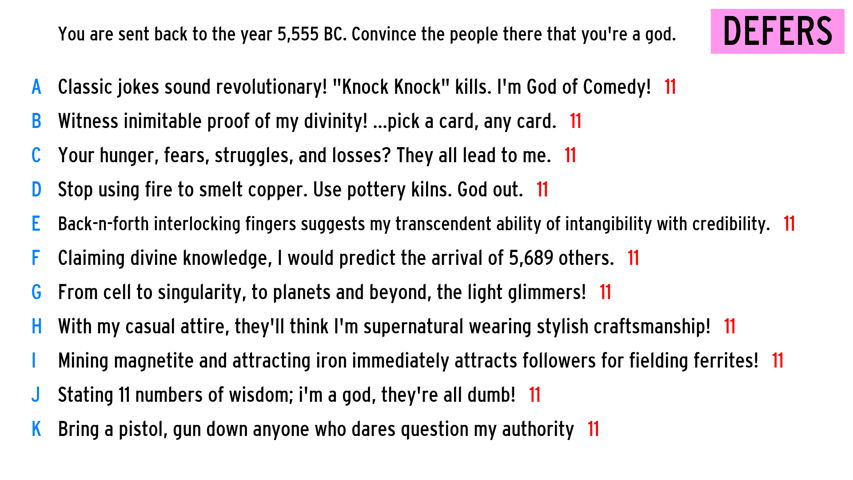 You are sent back to the year 5,555 BC. Convince the people there that you're a god.
DEFERS
A Classic jokes sound revolutionary! "Knock Knock" kills. I'm God of Comedy! 11
B Witness inimitable proof of my divinity! ...pick a card, any card. 11
C Your hunger, fears, struggles, and losses? They all lead to me. 11
D Stop using fire to smelt copper. Use pottery kilns. God out. 11
E Back-n-forth interlocking fingers suggests my transcendent ability of intangibility with credibility. 11
F Claiming divine knowledge, I would predict the arrival of 5,689 others. 11
G From cell to singularity, to planets and beyond, the light glimmers! 11
H With my casual attire, they'll think I'm supernatural wearing stylish craftsmanship! 11
I Mining magnetite and attracting iron immediately attracts followers for fielding ferrites! 11
J Stating 11 numbers of wisdom; i'm a god, they're all dumb! 11
K Bring a pistol, gun down anyone who dares question my authority 11